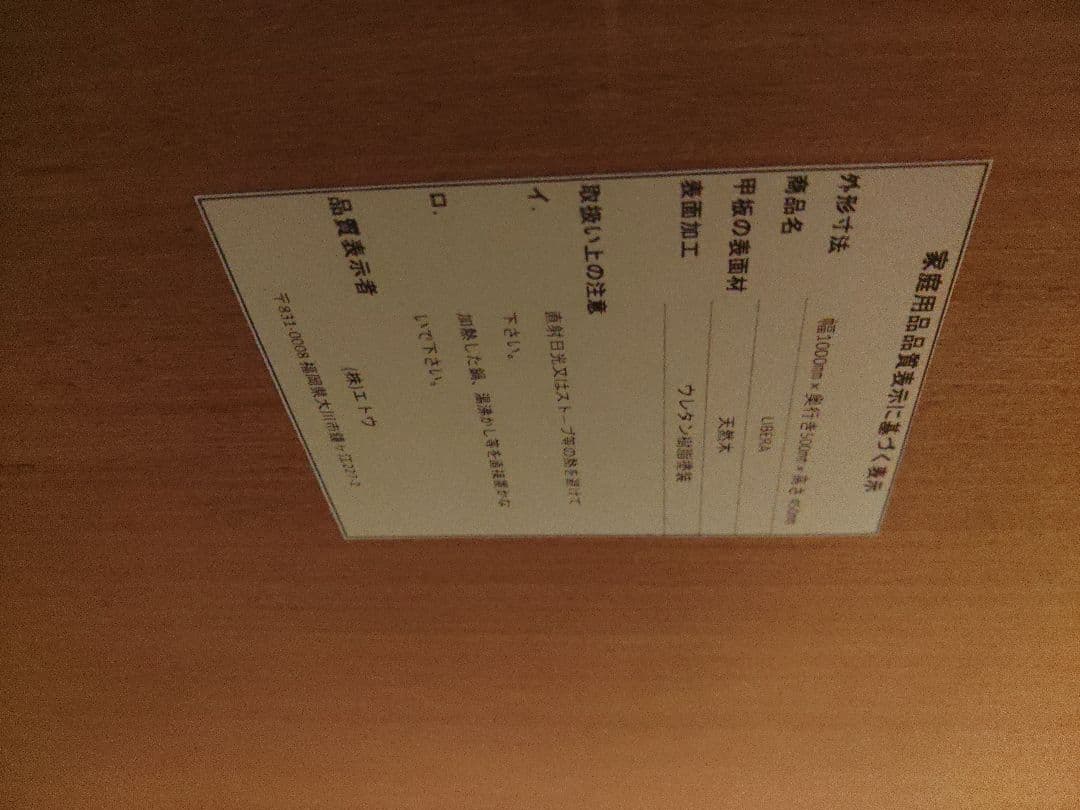 家庭用品品質表示に基づく表示
外形寸法 幅1000mm×奥行き500mm×高さ
商品名 LIBERA
甲板の表面材 天然木
表面加工 ウレタン樹脂塗装
取扱い上の注意
イ. 直射日光又はストーブ等の熱を避けて
下さい。
ロ. 加熱した鍋、湯沸かし等を直接置かな
いで下さい。
品質表示者 (株)エトウ
〒831-0008 福岡県大川市鐘ヶ江227-2